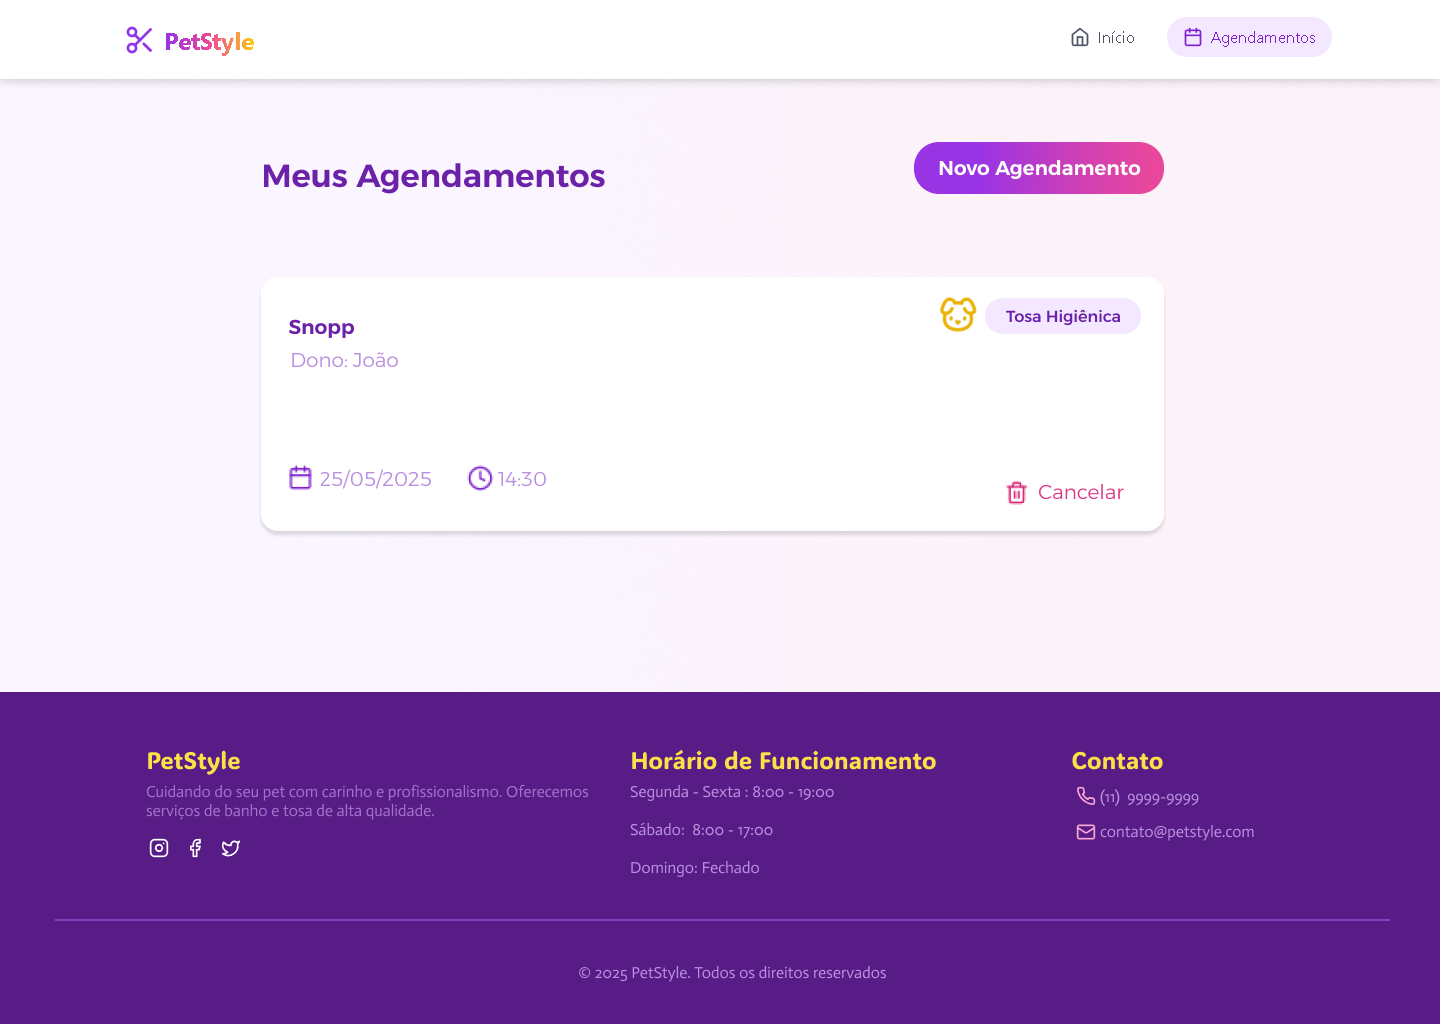 PetStyle
Início
Agendamentos
Meus Agendamentos
Novo Agendamento
Snopp
Tosa Higiênica
Dono: João
25/05/2025
14:30
Cancelar
PetStyle
Cuidando do seu pet com carinho e profissionalismo. Oferecemos
serviços de banho e tosa de alta qualidade.
Horário de Funcionamento
Segunda - Sexta : 8:00 - 19:00
Sábado:  8:00 - 17:00
Domingo: Fechado
Contato
(11)  9999-9999
contato@petstyle.com
© 2025 PetStyle. Todos os direitos reservados